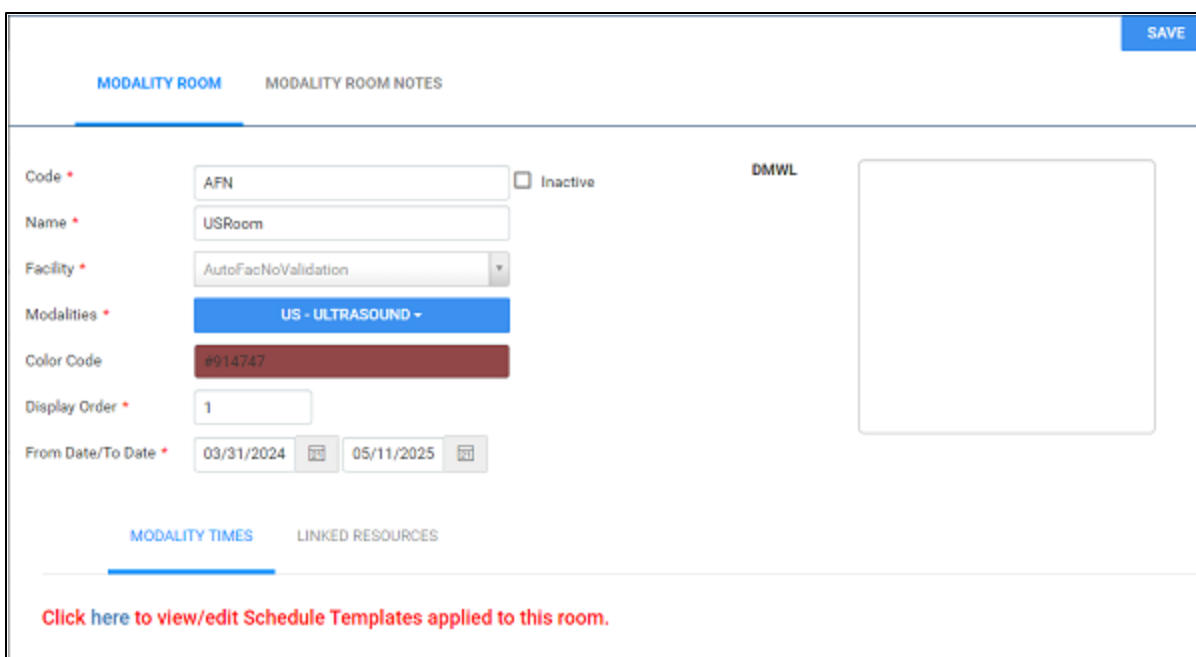 SAVE
MODALITY ROOM MODALITY ROOM NOTES
Code * AFN Inactive DMWL
Name * USRoom
Facility * AutoFacNoValidation
Modalities * US - ULTRASOUND
Color Code #914747
Display Order * 1
From Date/To Date * 03/31/2024 05/11/2025
MODALITY TIMES LINKED RESOURCES
Click here to view/edit Schedule Templates applied to this room.